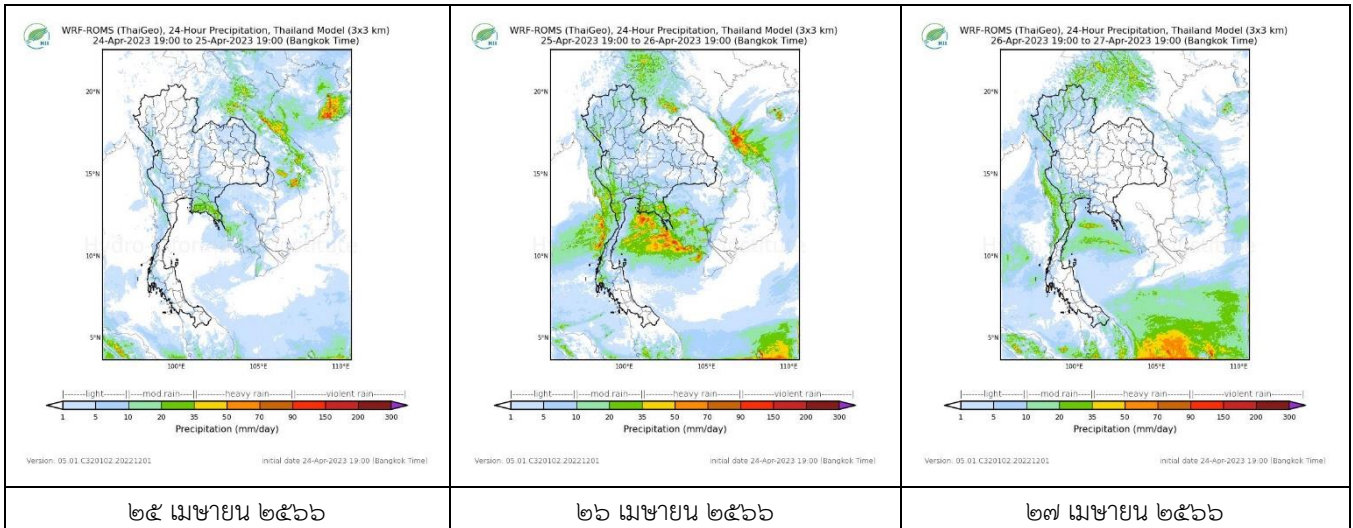 WRF-ROMS (ThaiGeo), 24-Hour Precipitation, Thailand Model (3x3 km)
24-Apr-2023 19:00 to 25-Apr-2023 19:00 (Bangkok Time)
HII
20°N
15°N
10°N
5°N
100°E 105°E 110°E
|-------light-------||---mod rain---||-------heavy rain-------||-------violent rain-------|
1 5 10 20 35 50 70 90 150 200 300
Precipitation (mm/day)
Version: 05.01.C320102.20221201 initial date 24-Apr-2023 19:00 (Bangkok Time)
๒๕ เมษายน ๒๕๖๖
WRF-ROMS (ThaiGeo), 24-Hour Precipitation, Thailand Model (3x3 km)
25-Apr-2023 19:00 to 26-Apr-2023 19:00 (Bangkok Time)
HII
20°N
15°N
10°N
5°N
100°E 105°E 110°E
|-------light-------||---mod rain---||-------heavy rain-------||-------violent rain-------|
1 5 10 20 35 50 70 90 150 200 300
Precipitation (mm/day)
Version: 05.01.C320102.20221201 initial date 24-Apr-2023 19:00 (Bangkok Time)
๒๖ เมษายน ๒๕๖๖
WRF-ROMS (ThaiGeo), 24-Hour Precipitation, Thailand Model (3x3 km)
26-Apr-2023 19:00 to 27-Apr-2023 19:00 (Bangkok Time)
HII
20°N
15°N
10°N
5°N
100°E 105°E 110°E
|-------light-------||---mod rain---||-------heavy rain-------||-------violent rain-------|
1 5 10 20 35 50 70 90 150 200 300
Precipitation (mm/day)
Version: 05.01.C320102.20221201 initial date 24-Apr-2023 19:00 (Bangkok Time)
๒๗ เมษายน ๒๕๖๖